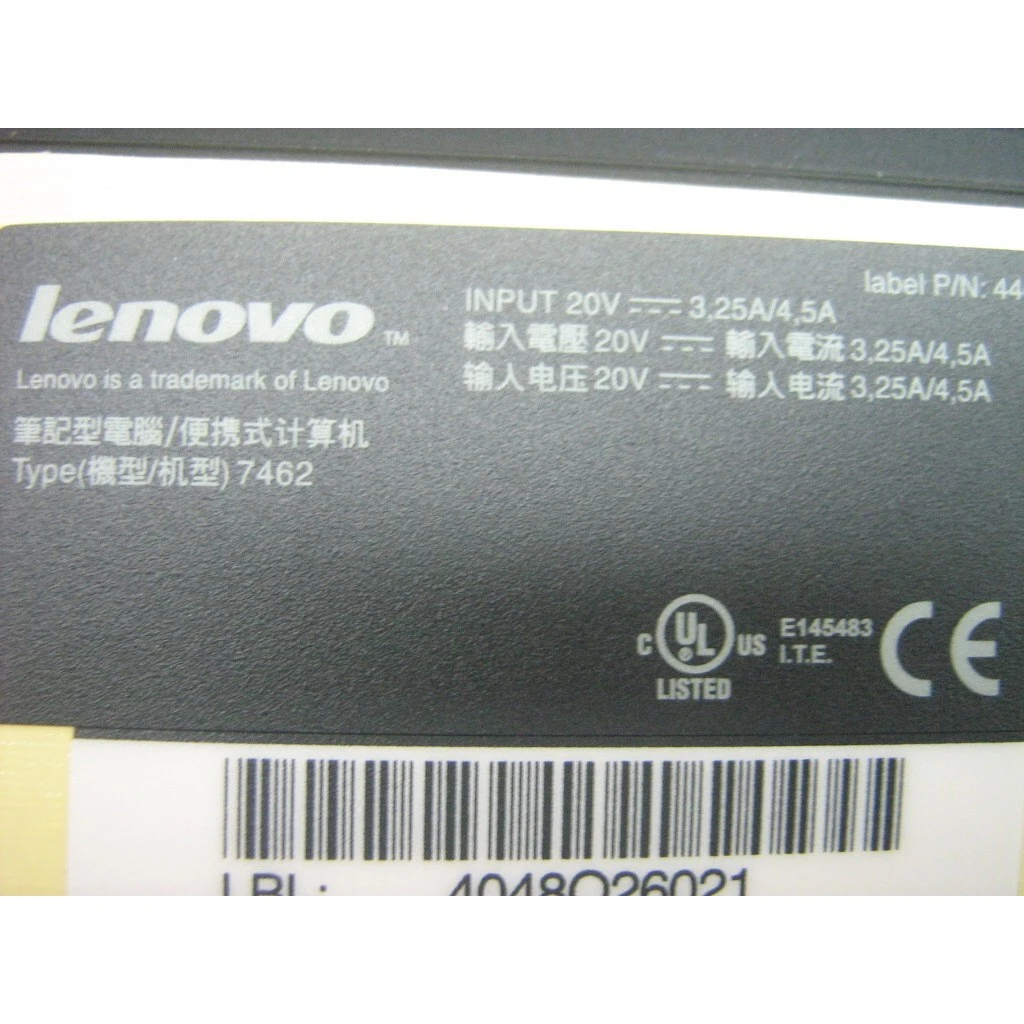 lenovo™
Lenovo is a trademark of Lenovo
筆記型電腦/便携式计算机
Type(機型/机型) 7462
label P/N: 44
INPUT 20V ⎓ 3,25A/4,5A
輸入電壓 20V ⎓ 輸入電流 3,25A/4,5A
输入电压 20V ⎓ 输入电流 3,25A/4,5A
C UL ® US
LISTED
E145483
I.T.E.
CE
LBL: 4048Q26021